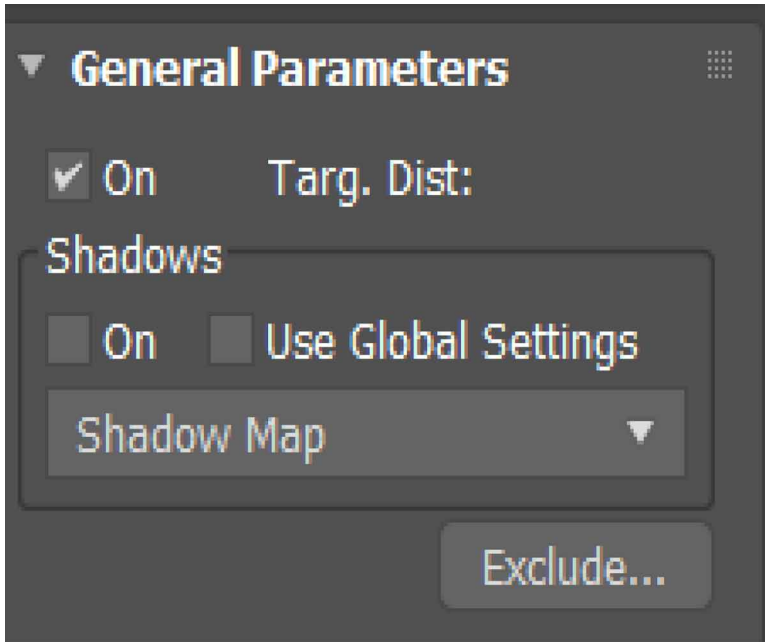 General Parameters
On Targ. Dist:
Shadows
On Use Global Settings
Shadow Map
Exclude...